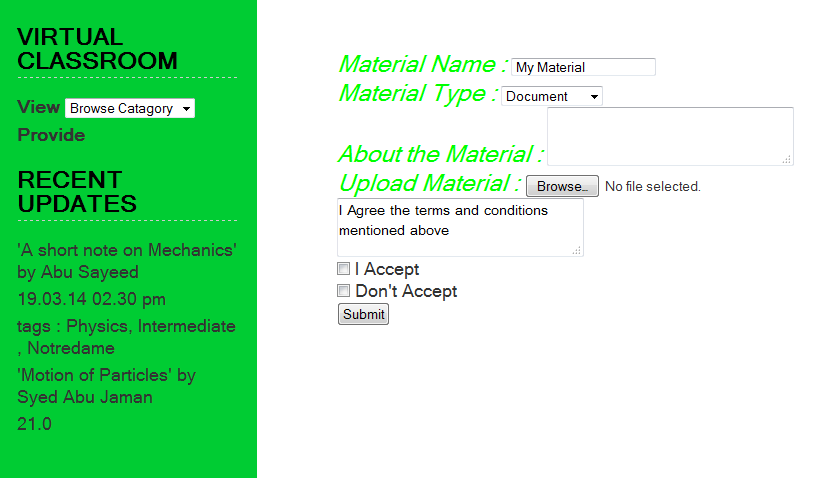 VIRTUAL
CLASSROOM
View Browse Catagory
Provide
RECENT
UPDATES
'A short note on Mechanics'
by Abu Sayeed
19.03.14 02.30 pm
tags : Physics, Intermediate
, Notredame
'Motion of Particles' by
Syed Abu Jaman
21.0
Material Name : My Material
Material Type : Document
About the Material :
Upload Material : Browse_ No file selected.
I Agree the terms and conditions
mentioned above
I Accept
Don't Accept
Submit